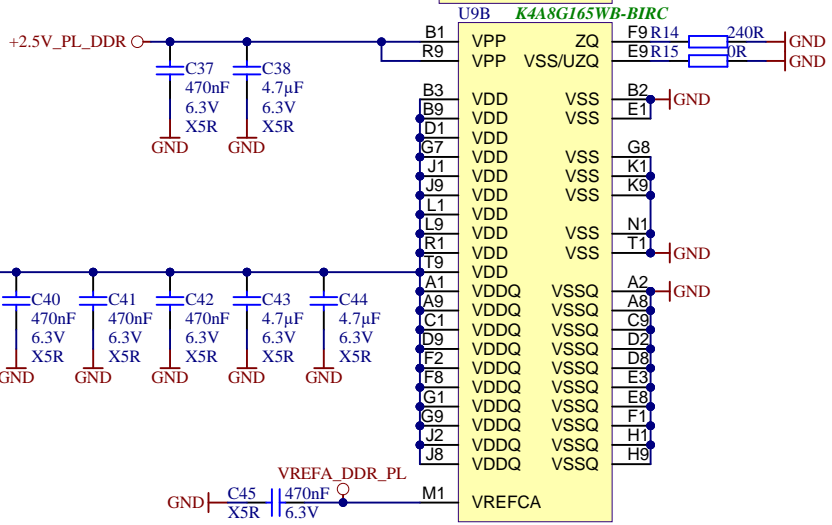 U9B K4A8G165WB-BIRC
+2.5V_PL_DDR B1 VPP ZQ F9 R14 240R GND
R9 VPP VSS/UZQ E9 R15 0R GND
C37 C38
470nF 4.7µF
6.3V 6.3V
X5R X5R
GND GND
B3 VDD VSS B2 GND
B9 VDD VSS E1
D1 VDD
G7 VDD VSS G8
J1 VDD VSS K1
J9 VDD VSS K9
L1 VDD
L9 VDD VSS N1
R1 VDD VSS T1 GND
T9 VDD
A1 VDDQ VSSQ A2 GND
A9 VDDQ VSSQ A8
C1 VDDQ VSSQ C9
D9 VDDQ VSSQ D2
F2 VDDQ VSSQ D8
F8 VDDQ VSSQ E3
G1 VDDQ VSSQ E8
G9 VDDQ VSSQ F1
J2 VDDQ VSSQ H1
J8 VDDQ VSSQ H9
C40 C41 C42 C43 C44
470nF 470nF 470nF 4.7µF 4.7µF
6.3V 6.3V 6.3V 6.3V 6.3V
X5R X5R X5R X5R X5R
GND GND GND GND GND
VREFA_DDR_PL
GND C45 470nF M1 VREFCA
X5R 6.3V